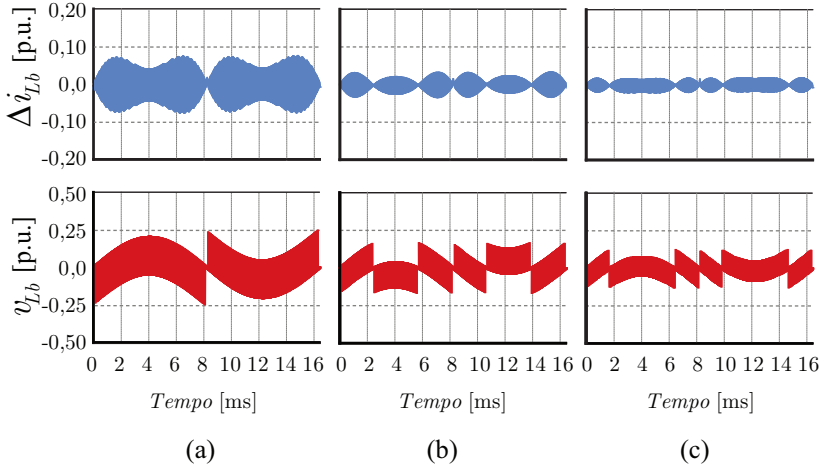 0,20
0,10
0,0
-0,10
-0,20
Δi_Lb [p.u.]
0,50
0,25
0,0
-0,25
-0,50
v_Lb [p.u.]
0 2 4 6 8 10 12 14 16
0 2 4 6 8 10 12 14 16
0 2 4 6 8 10 12 14 16
Tempo [ms]
Tempo [ms]
Tempo [ms]
(a)
(b)
(c)